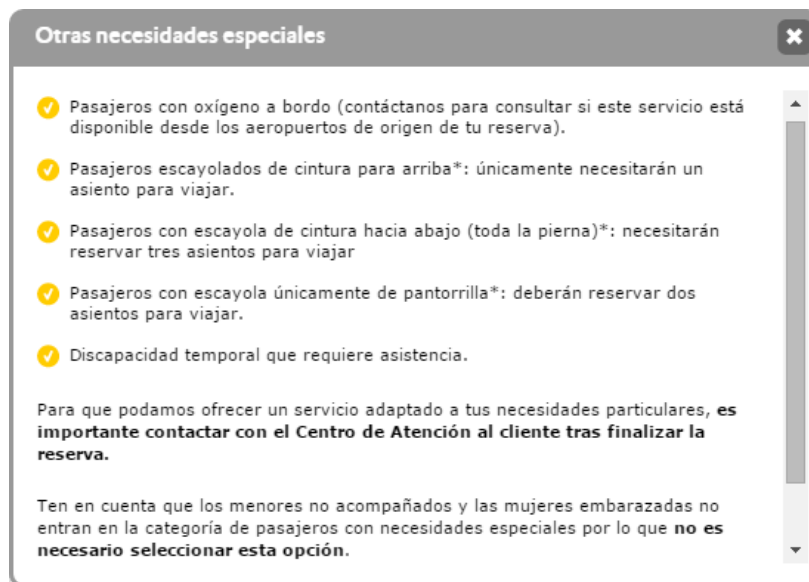 Otras necesidades especiales
Pasajeros con oxígeno a bordo (contáctanos para consultar si este servicio está
disponible desde los aeropuertos de origen de tu reserva).
Pasajeros escayolados de cintura para arriba*: únicamente necesitarán un
asiento para viajar.
Pasajeros con escayola de cintura hacia abajo (toda la pierna)*: necesitarán
reservar tres asientos para viajar
Pasajeros con escayola únicamente de pantorrilla*: deberán reservar dos
asientos para viajar.
Discapacidad temporal que requiere asistencia.
Para que podamos ofrecer un servicio adaptado a tus necesidades particulares, es
importante contactar con el Centro de Atención al cliente tras finalizar la
reserva.
Ten en cuenta que los menores no acompañados y las mujeres embarazadas no
entran en la categoría de pasajeros con necesidades especiales por lo que no es
necesario seleccionar esta opción.